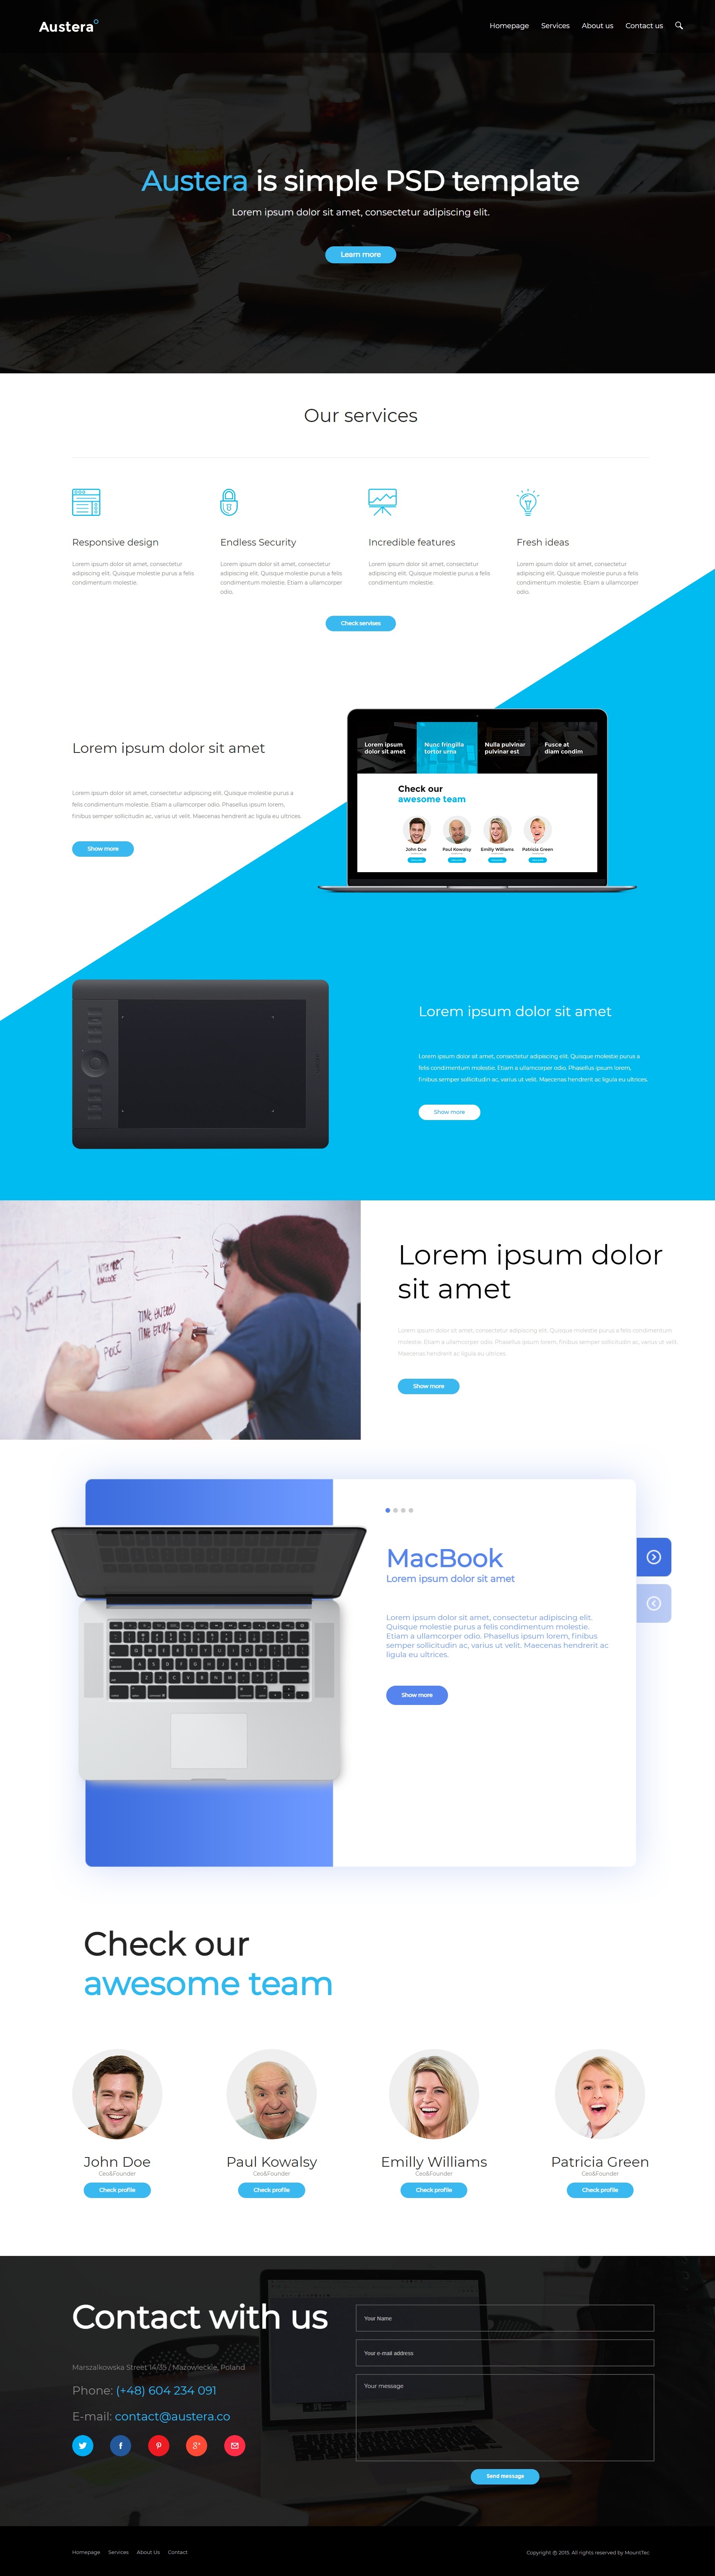 Austera
Homepage Services About us Contact us
Austera is simple PSD template
Lorem ipsum dolor sit amet, consectetur adipiscing elit.
Learn more
Our services
Responsive design
Lorem ipsum dolor sit amet, consectetur
adipiscing elit. Quisque molestie purus a felis
condimentum molestie.
Endless Security
Lorem ipsum dolor sit amet, consectetur
adipiscing elit. Quisque molestie purus a felis
condimentum molestie. Etiam a ullamcorper
odio.
Incredible features
Lorem ipsum dolor sit amet, consectetur
adipiscing elit. Quisque molestie purus a felis
condimentum molestie.
Fresh ideas
Lorem ipsum dolor sit amet, consectetur
adipiscing elit. Quisque molestie purus a felis
condimentum molestie. Etiam a ullamcorper
odio.
Check servises
Lorem ipsum dolor sit amet
Lorem ipsum dolor sit amet, consectetur adipiscing elit. Quisque molestie purus a
felis condimentum molestie. Etiam a ullamcorper odio. Phasellus ipsum lorem,
finibus semper sollicitudin ac, varius ut velit. Maecenas hendrerit ac ligula eu ultrices.
Show more
Lorem ipsum
dolor sit amet
Nunc fringilla
tortor urna
Nulla pulvinar
pulvinar est
Fusce at
diam condim
Check our
awesome team
John Doe
Paul Kowalsy
Emilly Williams
Patricia Green
Lorem ipsum dolor sit amet
Lorem ipsum dolor sit amet, consectetur adipiscing elit. Quisque molestie purus a
felis condimentum molestie. Etiam a ullamcorper odio. Phasellus ipsum lorem,
finibus semper sollicitudin ac, varius ut velit. Maecenas hendrerit ac ligula eu ultrices.
Show more
Lorem ipsum dolor
sit amet
Lorem ipsum dolor sit amet, consectetur adipiscing elit. Quisque molestie purus a felis condimentum
molestie. Etiam a ullamcorper odio. Phasellus ipsum lorem, finibus semper sollicitudin ac, varius ut velit.
Maecenas hendrerit ac ligula eu ultrices.
Show more
MacBook
Lorem ipsum dolor sit amet
Lorem ipsum dolor sit amet, consectetur adipiscing elit.
Quisque molestie purus a felis condimentum molestie.
Etiam a ullamcorper odio. Phasellus ipsum lorem, finibus
semper sollicitudin ac, varius ut velit. Maecenas hendrerit ac
ligula eu ultrices.
Show more
Check our
awesome team
John Doe
Ceo&Founder
Check profile
Paul Kowalsy
Ceo&Founder
Check profile
Emilly Williams
Ceo&Founder
Check profile
Patricia Green
Ceo&Founder
Check profile
Contact with us
Marszalkowska Street 14/35 / Mazowieckie, Poland
Phone: (+48) 604 234 091
E-mail: contact@austera.co
Your Name
Your e-mail address
Your message
Send message
Homepage Services About Us Contact
Copyright @ 2015. All rights reserved by MountTec